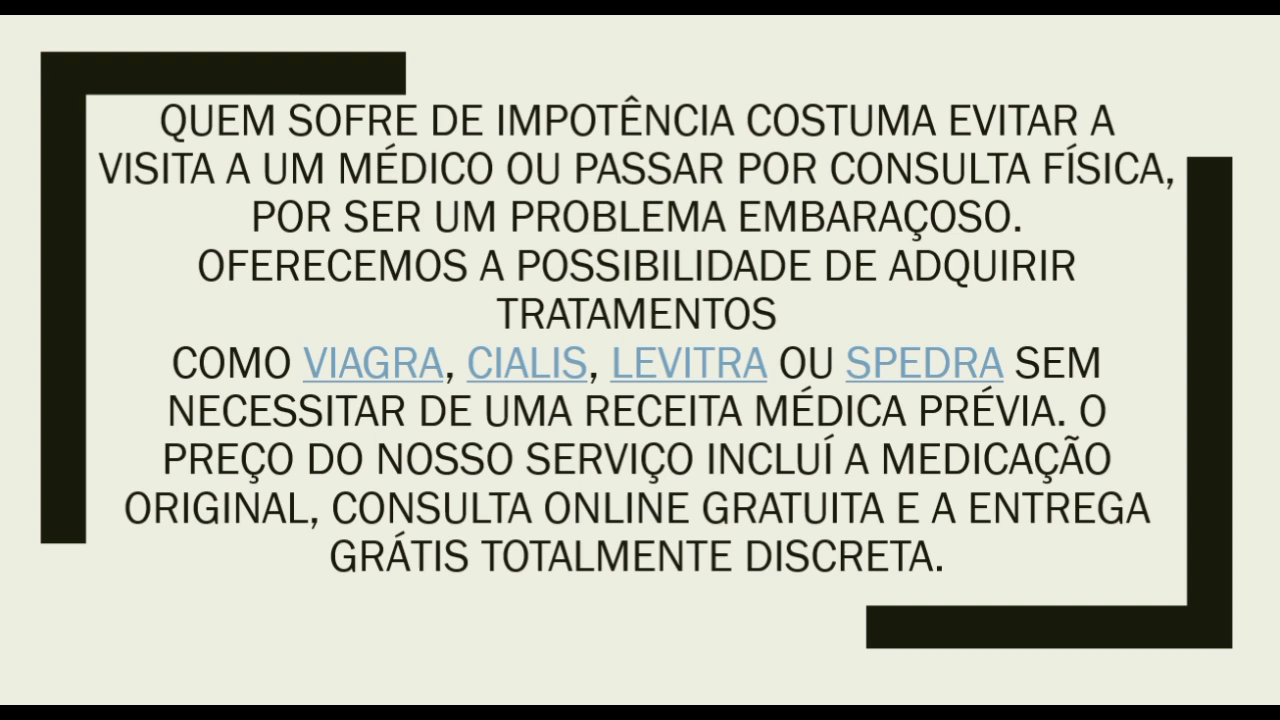 QUEM SOFRE DE IMPOTÊNCIA COSTUMA EVITAR A
VISITA A UM MÉDICO OU PASSAR POR CONSULTA FÍSICA,
POR SER UM PROBLEMA EMBARAÇOSO.
OFERECEMOS A POSSIBILIDADE DE ADQUIRIR
TRATAMENTOS
COMO VIAGRA, CIALIS, LEVITRA OU SPEDRA SEM
NECESSITAR DE UMA RECEITA MÉDICA PRÉVIA. O
PREÇO DO NOSSO SERVIÇO INCLUÍ A MEDICAÇÃO
ORIGINAL, CONSULTA ONLINE GRATUITA E A ENTREGA
GRÁTIS TOTALMENTE DISCRETA.